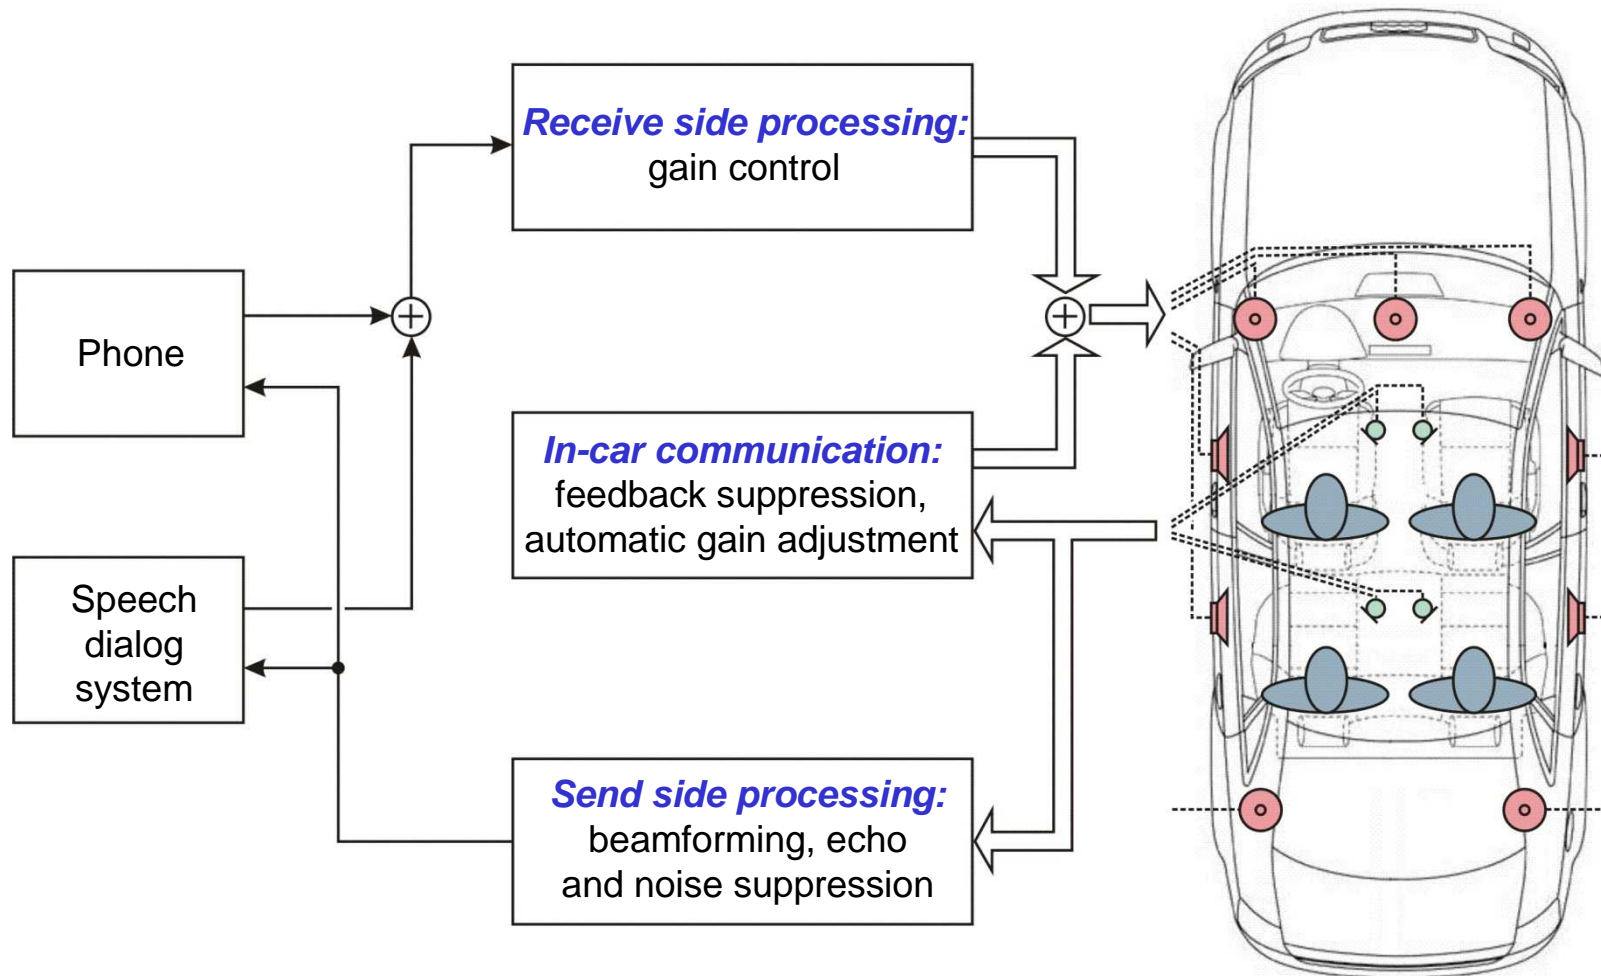 Receive side processing:
gain control
Phone
In-car communication:
feedback suppression,
automatic gain adjustment
Speech
dialog
system
Send side processing:
beamforming, echo
and noise suppression